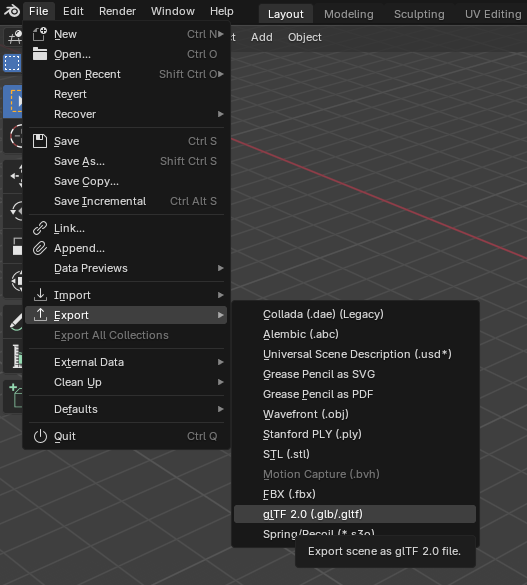 File Edit Render Window Help Layout Modeling Sculpting UV Editing
New Ctrl N
Add Object
Open... Ctrl O
Open Recent Shift Ctrl O
Revert
Recover
Save Ctrl S
Save As... Shift Ctrl S
Save Copy...
Save Incremental Ctrl Alt S
Link...
Append...
Data Previews
Import
Export
Export All Collections
External Data
Clean Up
Defaults
Quit Ctrl Q
Collada (.dae) (Legacy)
Alembic (.abc)
Universal Scene Description (.usd*)
Grease Pencil as SVG
Grease Pencil as PDF
Wavefront (.obj)
Stanford PLY (.ply)
STL (.stl)
Motion Capture (.bvh)
FBX (.fbx)
glTF 2.0 (.glb/.gltf)
Spring/Recoil (*.s3o)
Export scene as glTF 2.0 file.